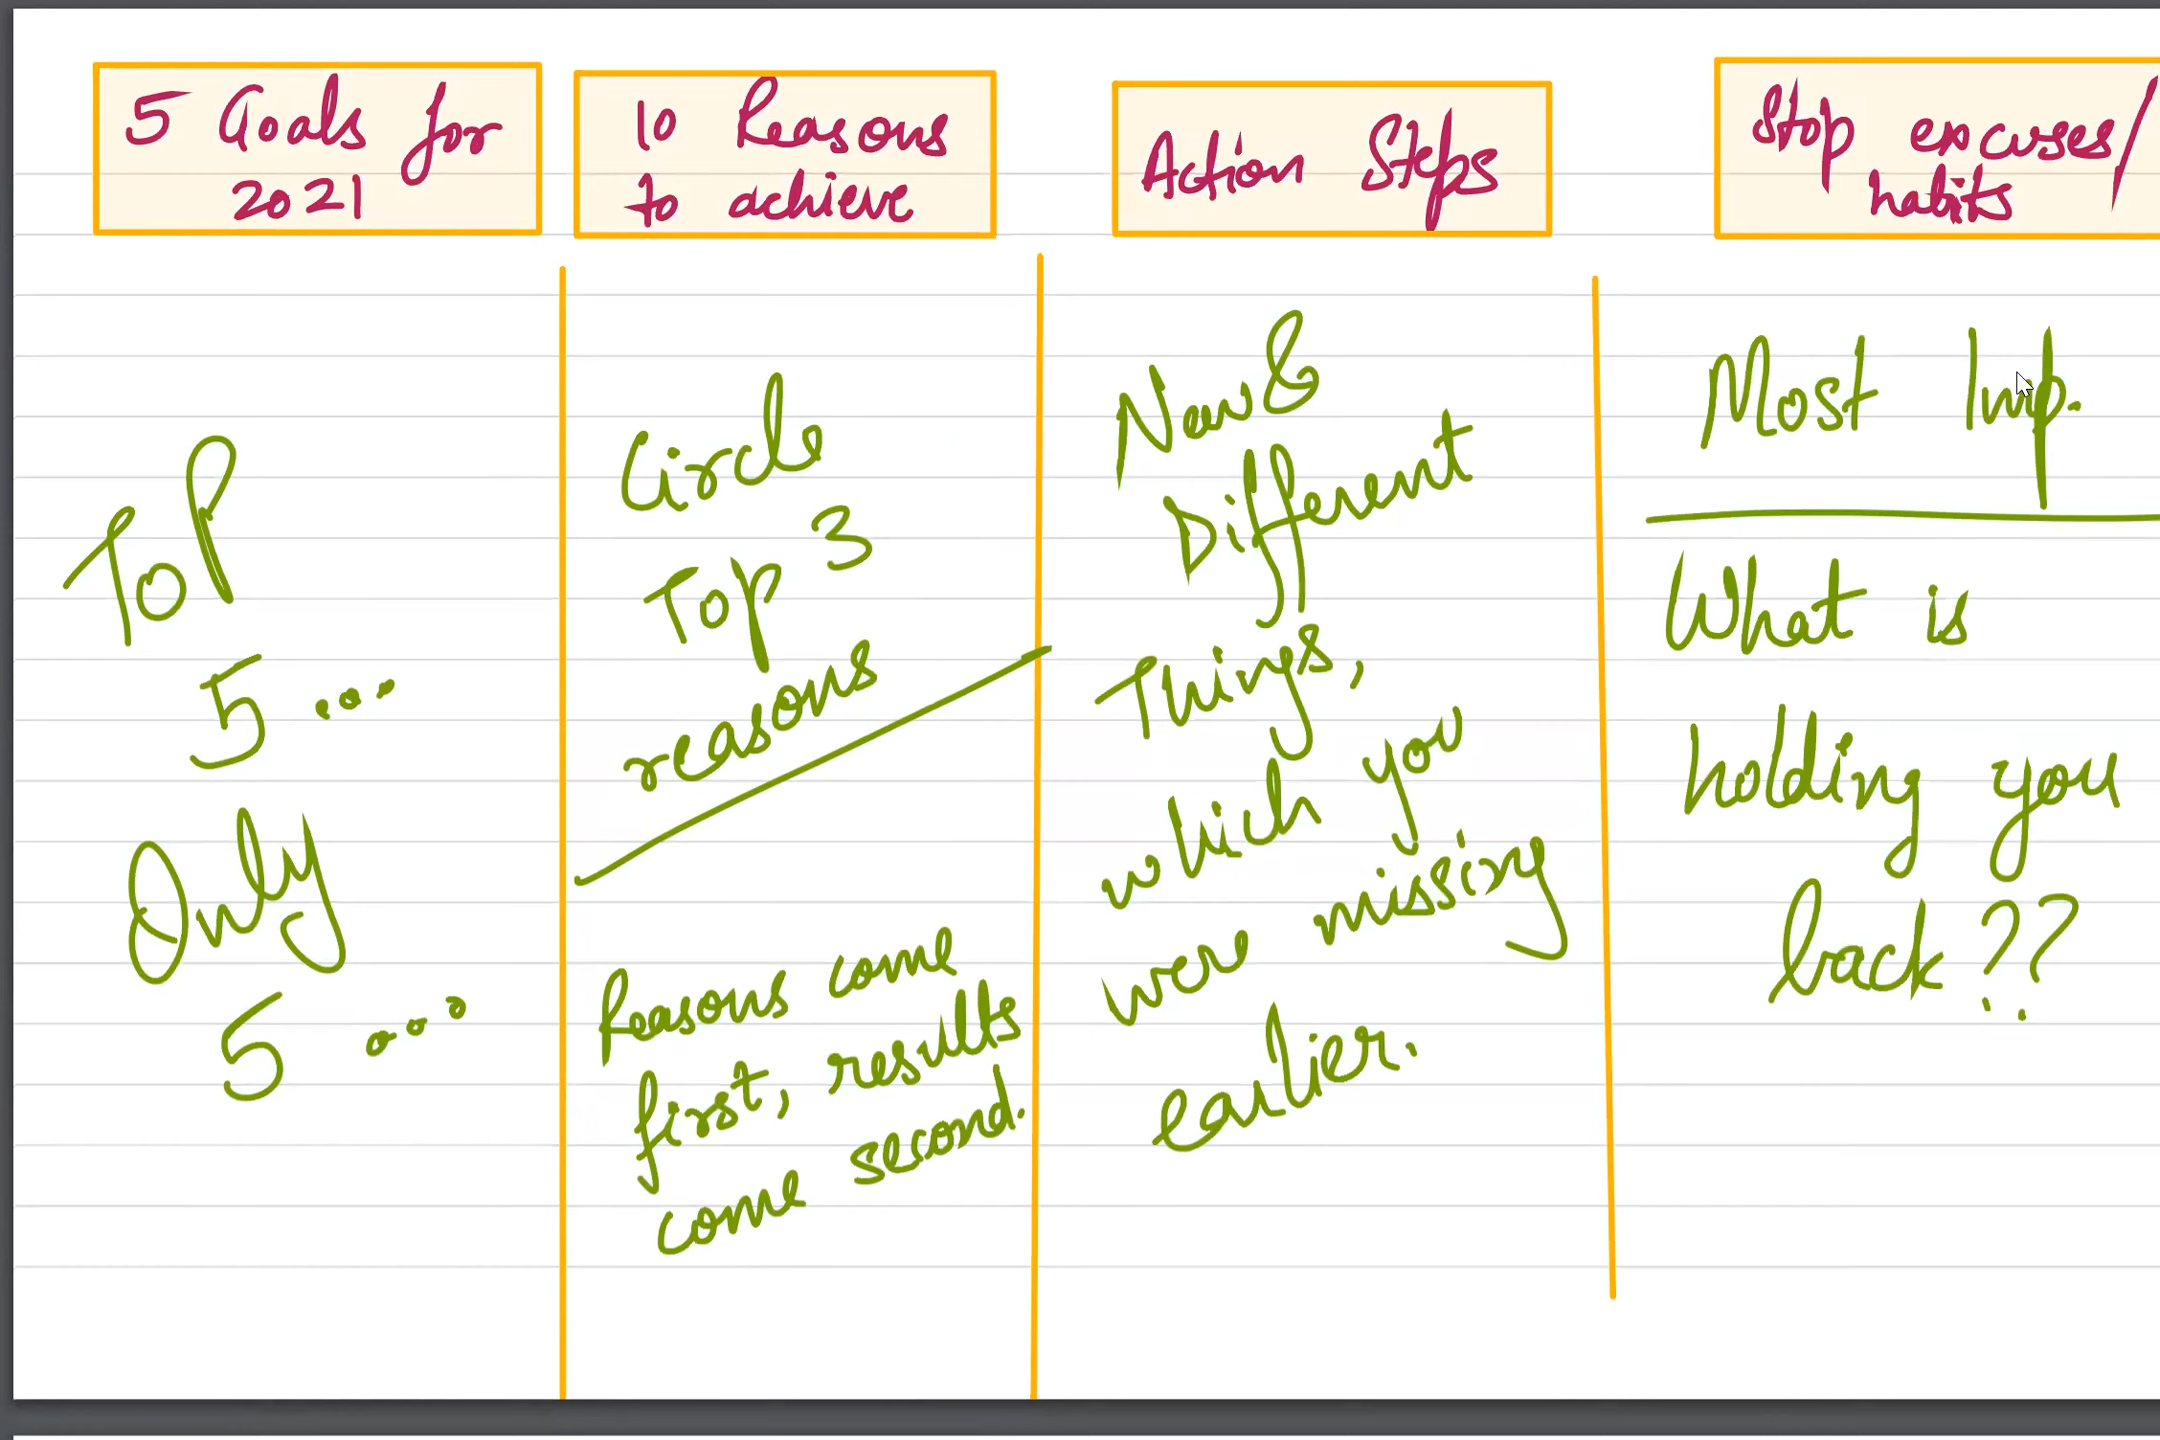 5 Goals for
2021
10 Reasons
to achieve
Action Steps
Stop excuses/
habits
ToP
5 ...
Only
5 ...
Circle
Top 3
reasons
Reasons come
first, results
come second.
New &
Different
Things,
which you
were missing
earlier.
Most Imp.
What is
holding you
back ??